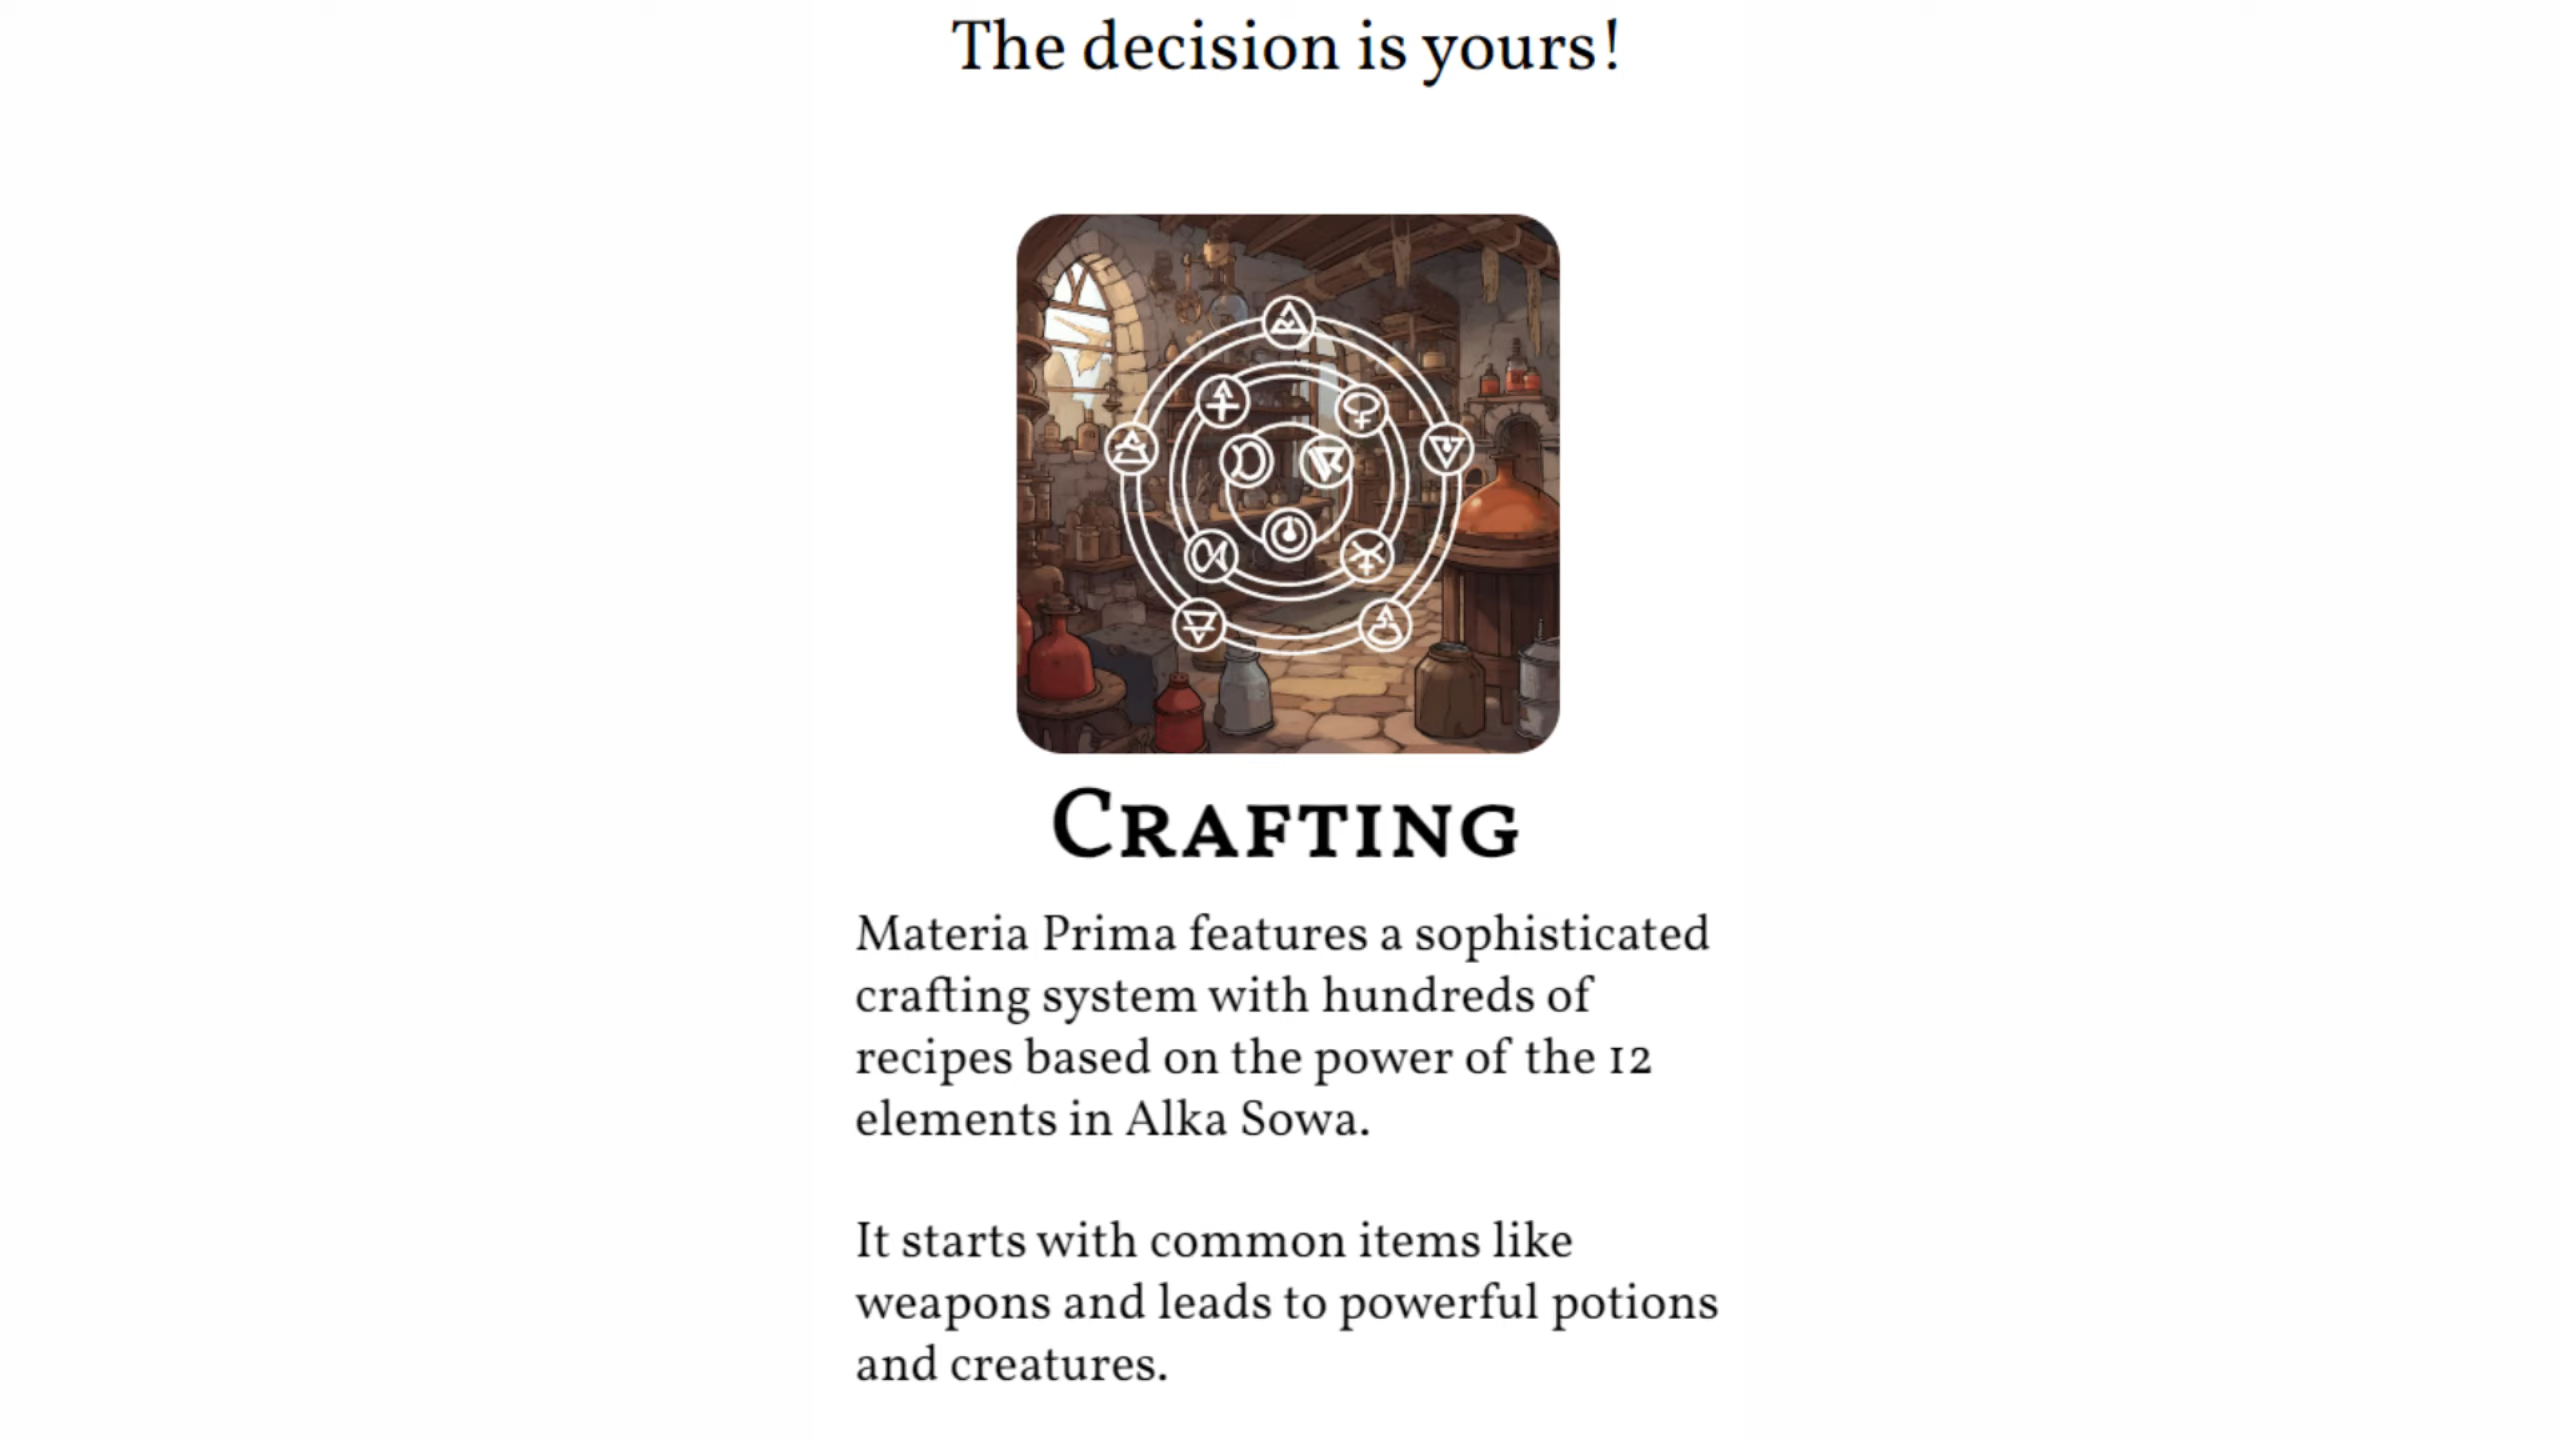 The decision is yours!
Crafting
Materia Prima features a sophisticated
crafting system with hundreds of
recipes based on the power of the 12
elements in Alka Sowa.
It starts with common items like
weapons and leads to powerful potions
and creatures.